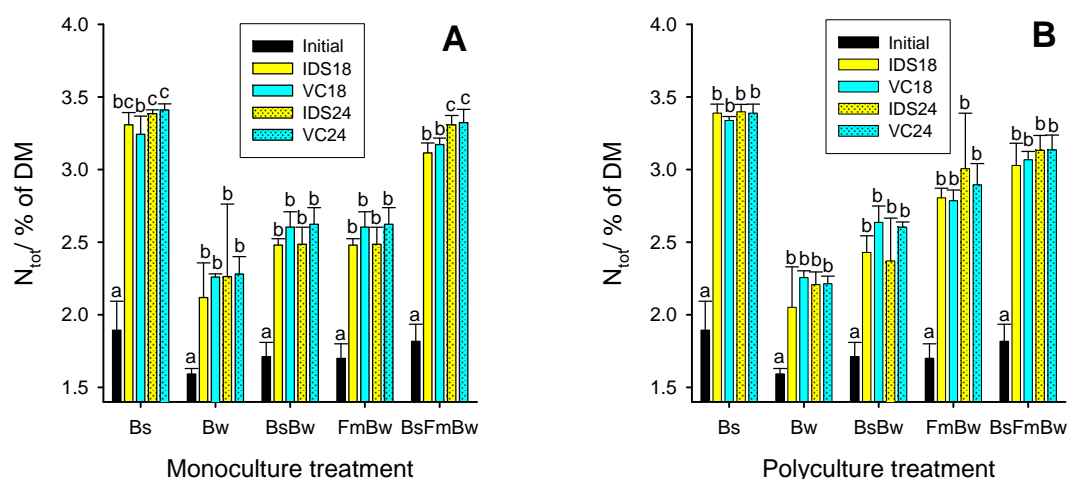 A
4.0
3.5
3.0
2.5
2.0
1.5
N_tot/ % of DM
Initial
IDS18
VC18
IDS24
VC24
a bc b c c
a b b b b
a b b b b
a b b b b
a b b c c
Bs Bw BsBw FmBw BsFmBw
Monoculture treatment
B
4.0
3.5
3.0
2.5
2.0
1.5
N_tot/ % of DM
Initial
IDS18
VC18
IDS24
VC24
a b b b b
a b b b b
a b b b b
a b b b b
a b b b b
Bs Bw BsBw FmBw BsFmBw
Polyculture treatment